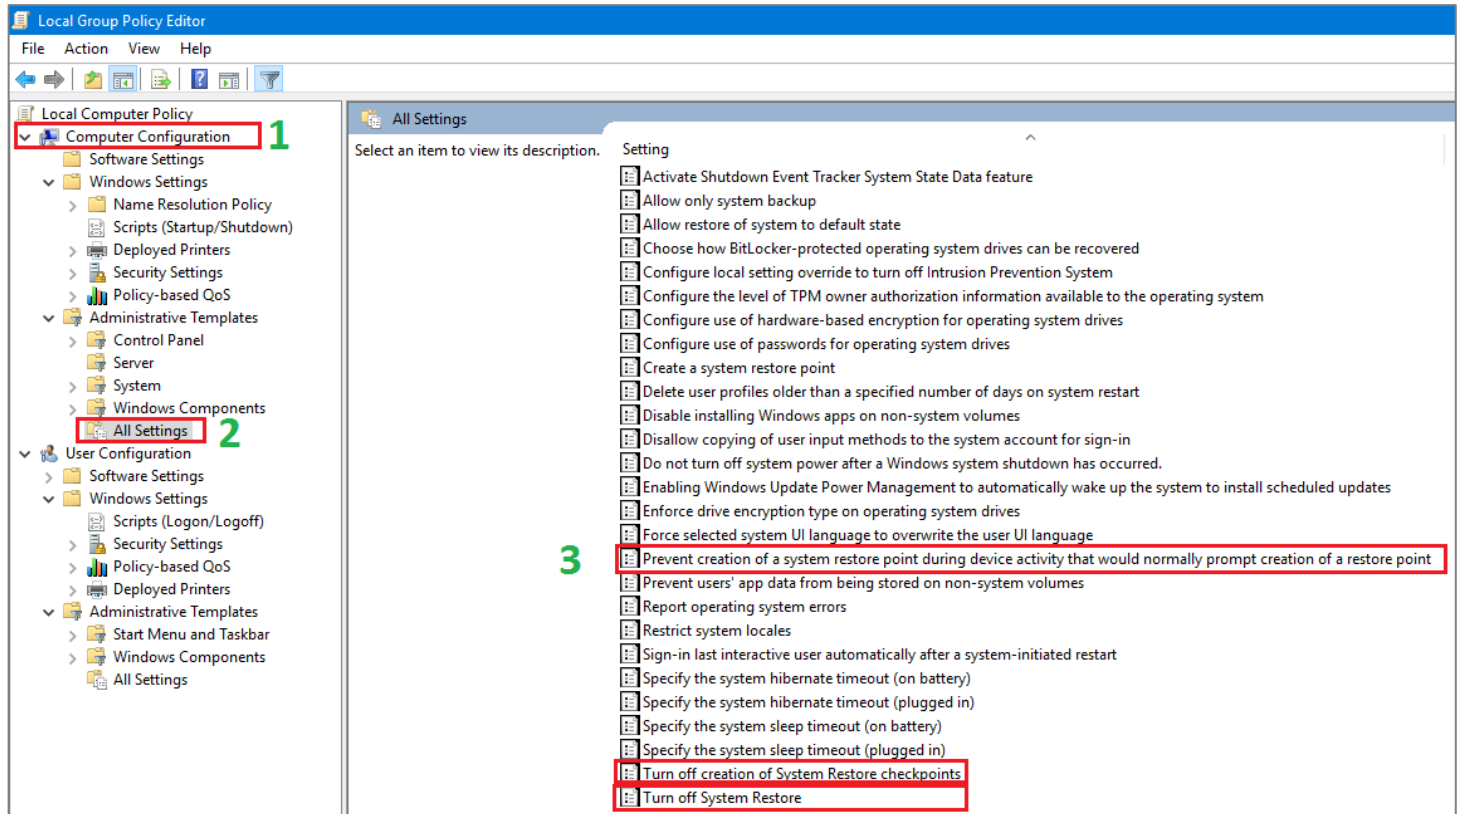 Local Group Policy Editor
File Action View Help
Local Computer Policy
Computer Configuration 1
Software Settings
Windows Settings
Name Resolution Policy
Scripts (Startup/Shutdown)
Deployed Printers
Security Settings
Policy-based QoS
Administrative Templates
Control Panel
Server
System
Windows Components
All Settings 2
User Configuration
Software Settings
Windows Settings
Scripts (Logon/Logoff)
Security Settings
Policy-based QoS
Deployed Printers
Administrative Templates
Start Menu and Taskbar
Windows Components
All Settings
All Settings
Select an item to view its description.
Setting
Activate Shutdown Event Tracker System State Data feature
Allow only system backup
Allow restore of system to default state
Choose how BitLocker-protected operating system drives can be recovered
Configure local setting override to turn off Intrusion Prevention System
Configure the level of TPM owner authorization information available to the operating system
Configure use of hardware-based encryption for operating system drives
Configure use of passwords for operating system drives
Create a system restore point
Delete user profiles older than a specified number of days on system restart
Disable installing Windows apps on non-system volumes
Disallow copying of user input methods to the system account for sign-in
Do not turn off system power after a Windows system shutdown has occurred.
Enabling Windows Update Power Management to automatically wake up the system to install scheduled updates
Enforce drive encryption type on operating system drives
Force selected system UI language to overwrite the user UI language
3 Prevent creation of a system restore point during device activity that would normally prompt creation of a restore point
Prevent users' app data from being stored on non-system volumes
Report operating system errors
Restrict system locales
Sign-in last interactive user automatically after a system-initiated restart
Specify the system hibernate timeout (on battery)
Specify the system hibernate timeout (plugged in)
Specify the system sleep timeout (on battery)
Specify the system sleep timeout (plugged in)
Turn off creation of System Restore checkpoints
Turn off System Restore